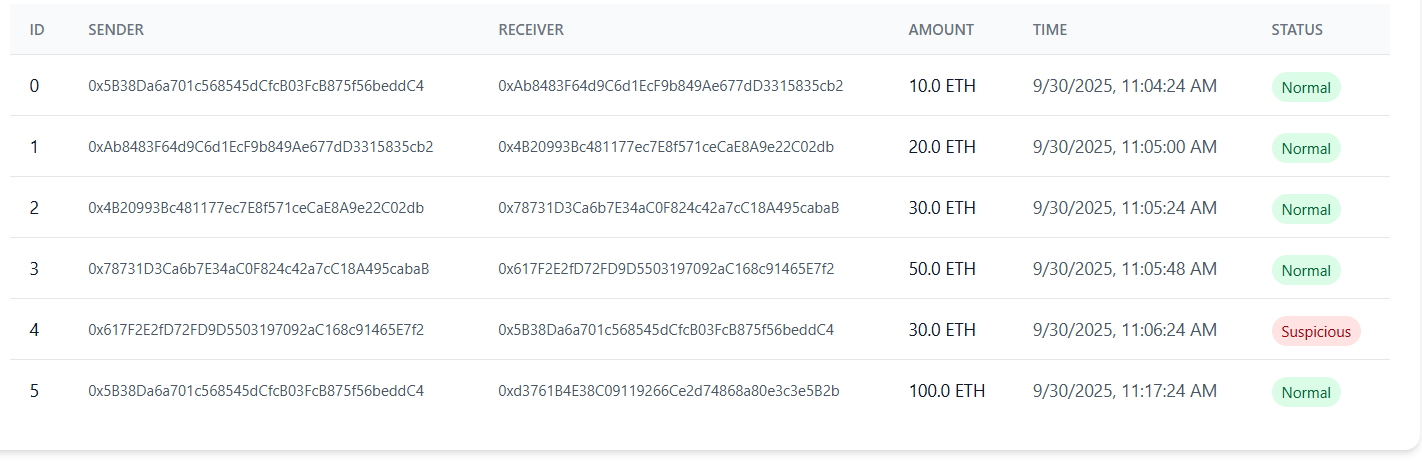 ID SENDER RECEIVER AMOUNT TIME STATUS
0 0x5B38Da6a701c568545dCfcB03FcB875f56beddC4 0xAb8483F64d9C6d1EcF9b849Ae677dD3315835cb2 10.0 ETH 9/30/2025, 11:04:24 AM Normal
1 0xAb8483F64d9C6d1EcF9b849Ae677dD3315835cb2 0x4B20993Bc481177ec7E8f571ceCaE8A9e22C02db 20.0 ETH 9/30/2025, 11:05:00 AM Normal
2 0x4B20993Bc481177ec7E8f571ceCaE8A9e22C02db 0x78731D3Ca6b7E34aC0F824c42a7cC18A495cabaB 30.0 ETH 9/30/2025, 11:05:24 AM Normal
3 0x78731D3Ca6b7E34aC0F824c42a7cC18A495cabaB 0x617F2E2fD72FD9D5503197092aC168c91465E7f2 50.0 ETH 9/30/2025, 11:05:48 AM Normal
4 0x617F2E2fD72FD9D5503197092aC168c91465E7f2 0x5B38Da6a701c568545dCfcB03FcB875f56beddC4 30.0 ETH 9/30/2025, 11:06:24 AM Suspicious
5 0x5B38Da6a701c568545dCfcB03FcB875f56beddC4 0xd3761B4E38C09119266Ce2d74868a80e3c3e5B2b 100.0 ETH 9/30/2025, 11:17:24 AM Normal